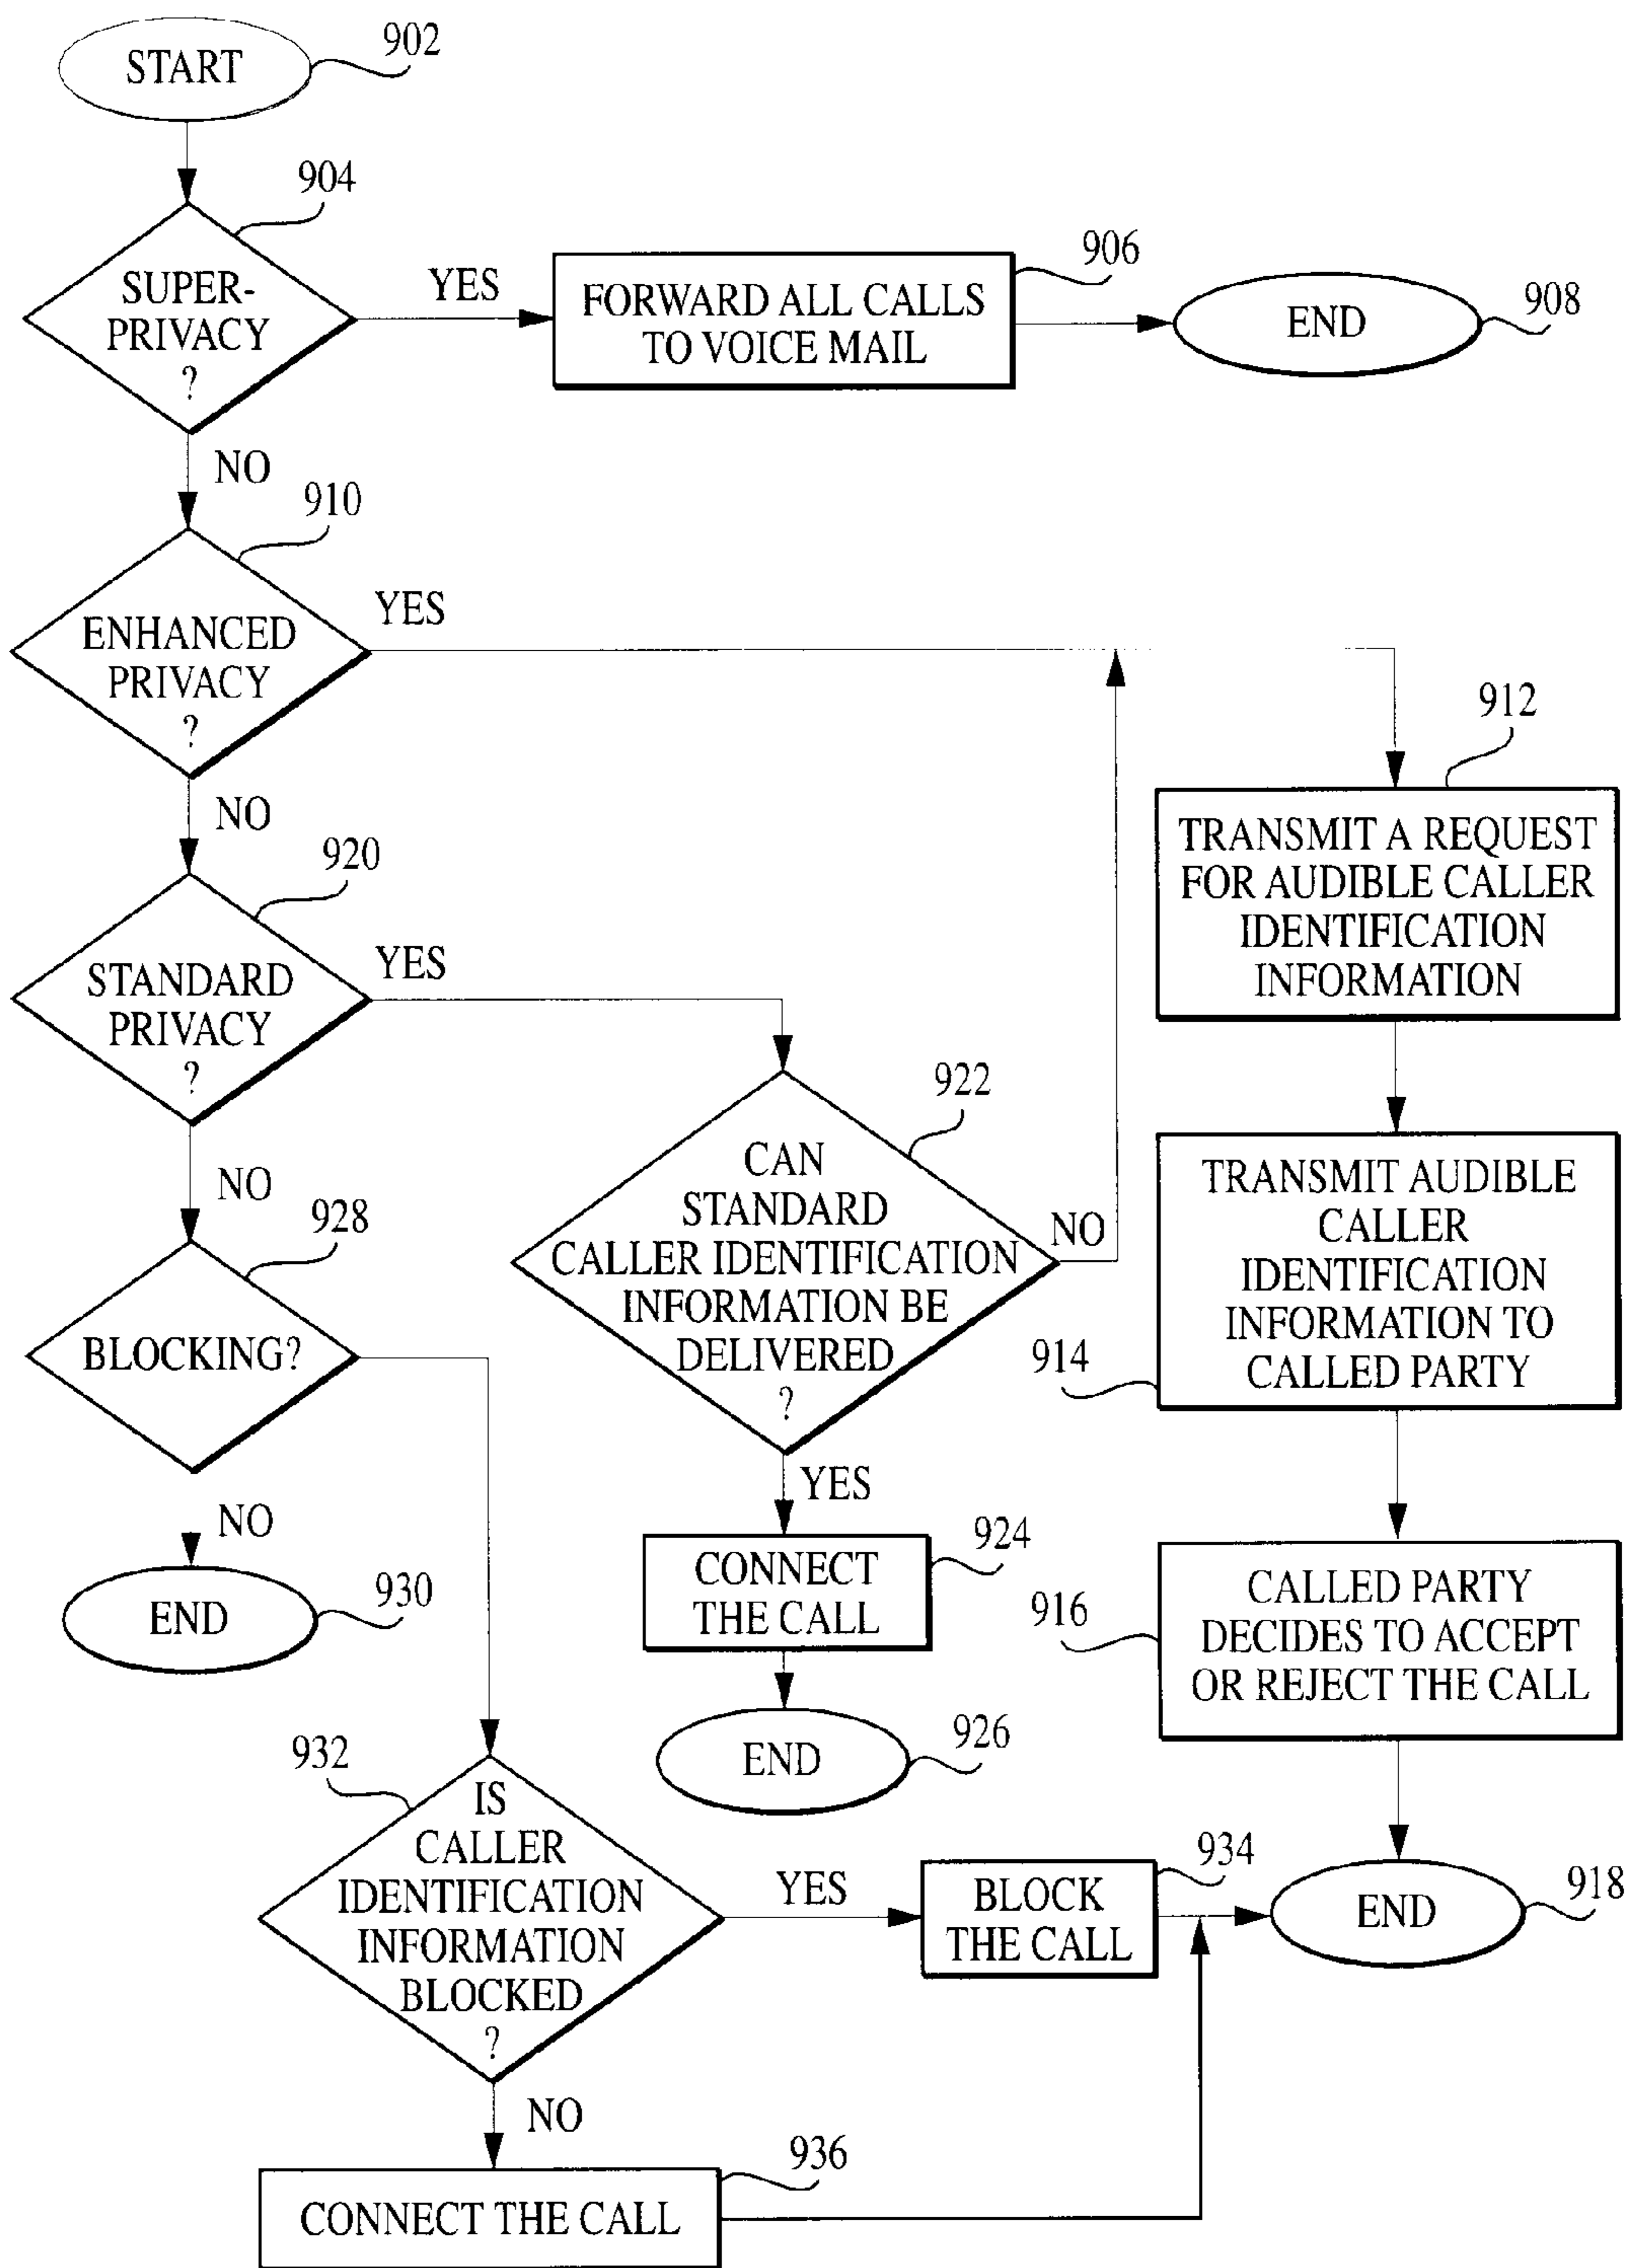 START
902
904
SUPER-
PRIVACY
?
YES
FORWARD ALL CALLS
TO VOICE MAIL
906
END
908
NO
910
ENHANCED
PRIVACY
?
YES
912
TRANSMIT A REQUEST
FOR AUDIBLE CALLER
IDENTIFICATION
INFORMATION
NO
920
STANDARD
PRIVACY
?
YES
922
CAN
STANDARD
CALLER IDENTIFICATION
INFORMATION BE
DELIVERED
?
NO
914
TRANSMIT AUDIBLE
CALLER
IDENTIFICATION
INFORMATION TO
CALLED PARTY
NO
928
BLOCKING?
YES
924
CONNECT
THE CALL
NO
END
930
916
CALLED PARTY
DECIDES TO ACCEPT
OR REJECT THE CALL
END
926
932
IS
CALLER
IDENTIFICATION
INFORMATION
BLOCKED
?
YES
934
BLOCK
THE CALL
END
918
NO
936
CONNECT THE CALL